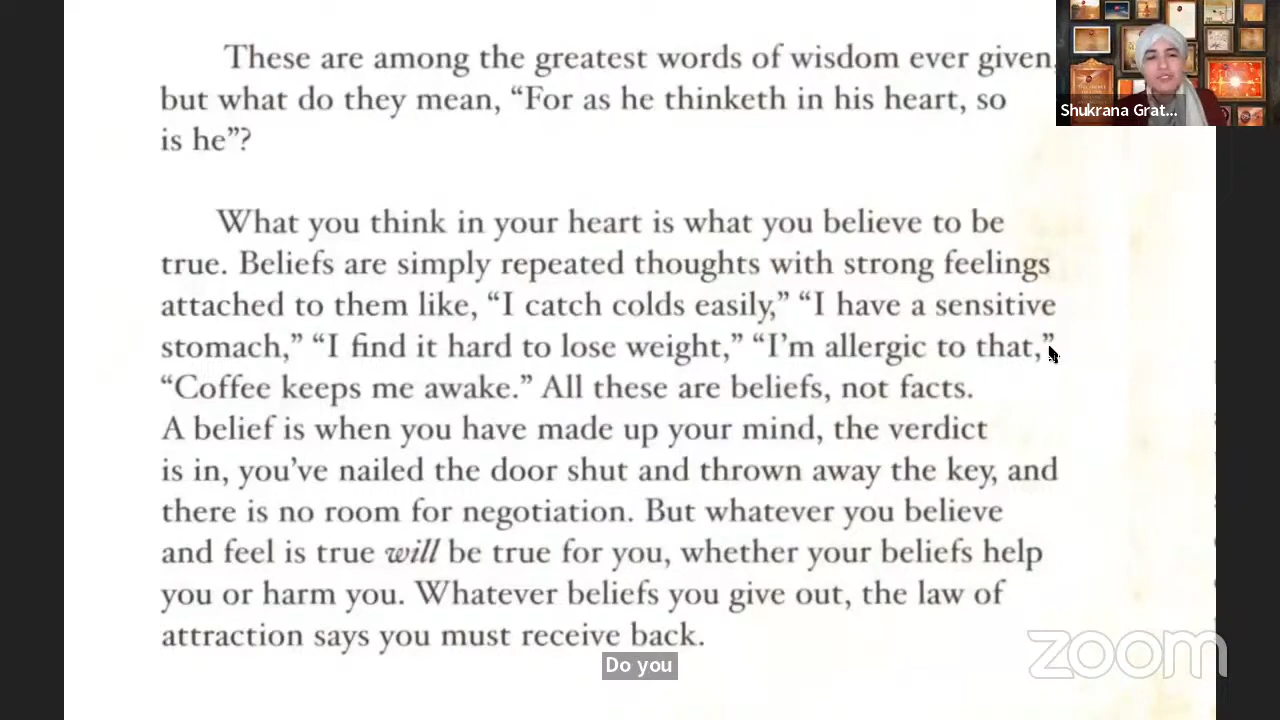 These are among the greatest words of wisdom ever given,
but what do they mean, “For as he thinketh in his heart, so
is he”?
What you think in your heart is what you believe to be
true. Beliefs are simply repeated thoughts with strong feelings
attached to them like, “I catch colds easily,” “I have a sensitive
stomach,” “I find it hard to lose weight,” “I’m allergic to that,”
“Coffee keeps me awake.” All these are beliefs, not facts.
A belief is when you have made up your mind, the verdict
is in, you’ve nailed the door shut and thrown away the key, and
there is no room for negotiation. But whatever you believe
and feel is true will be true for you, whether your beliefs help
you or harm you. Whatever beliefs you give out, the law of
attraction says you must receive back.
Shukrana Grat...
Do you
zoom